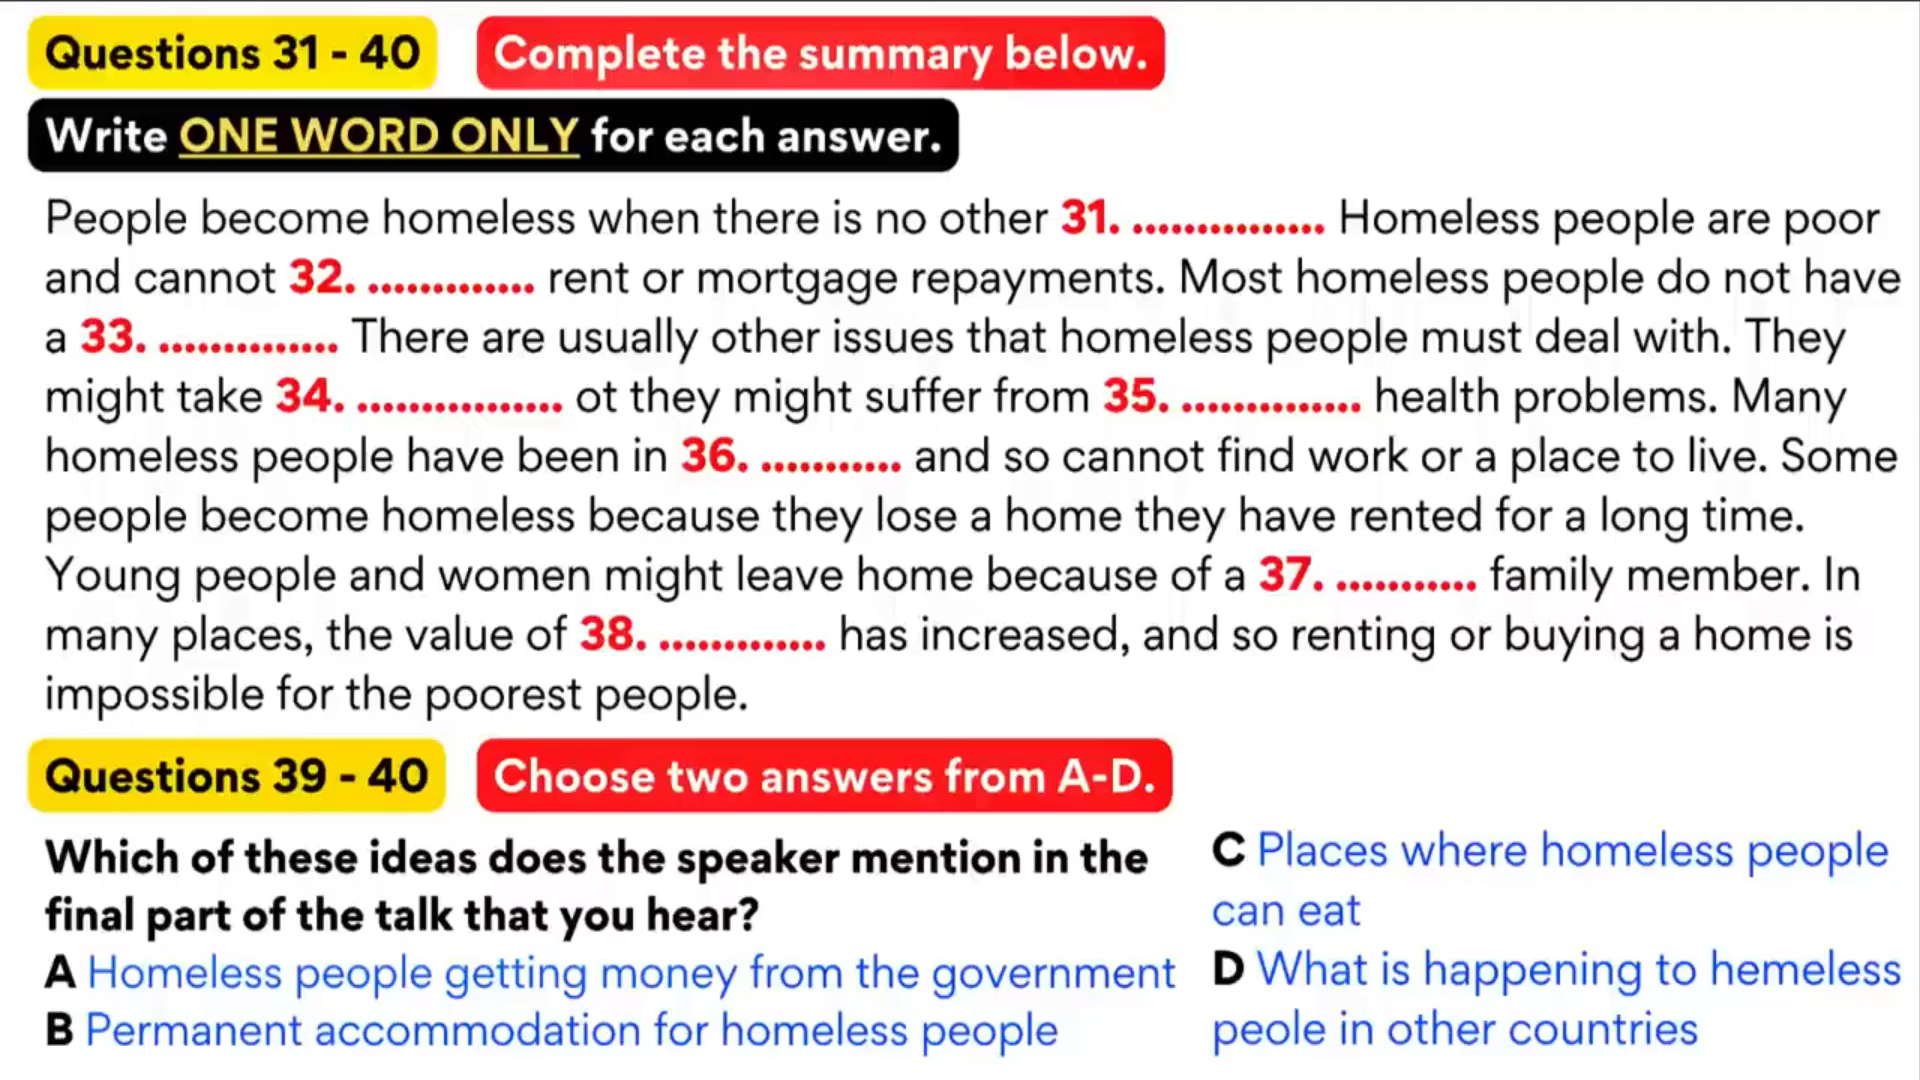 Questions 31 - 40
Complete the summary below.
Write ONE WORD ONLY for each answer.
People become homeless when there is no other 31. ............... Homeless people are poor
and cannot 32. ............. rent or mortgage repayments. Most homeless people do not have
a 33. .............. There are usually other issues that homeless people must deal with. They
might take 34. ................ ot they might suffer from 35. .............. health problems. Many
homeless people have been in 36. ........... and so cannot find work or a place to live. Some
people become homeless because they lose a home they have rented for a long time.
Young people and women might leave home because of a 37. ........... family member. In
many places, the value of 38. ............. has increased, and so renting or buying a home is
impossible for the poorest people.
Questions 39 - 40
Choose two answers from A-D.
Which of these ideas does the speaker mention in the
final part of the talk that you hear?
A Homeless people getting money from the government
B Permanent accommodation for homeless people
C Places where homeless people
can eat
D What is happening to hemeless
peole in other countries